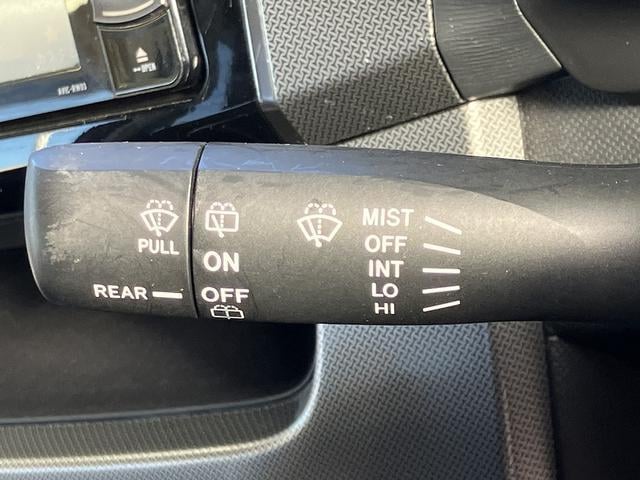 OPEN
PULL
REAR
ON
OFF
MIST
OFF
INT
LO
HI